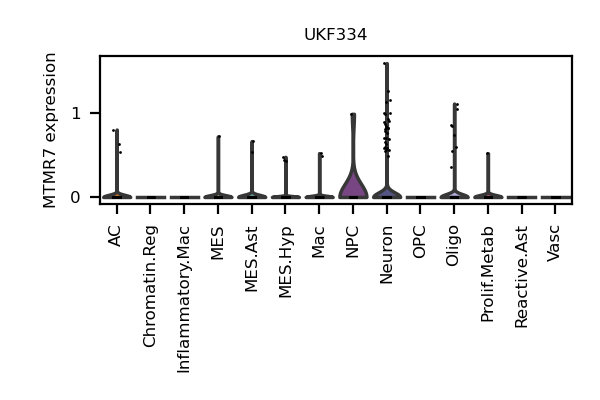 UKF334
MTMR7 expression
1
0
AC
Chromatin.Reg
Inflammatory.Mac
MES
MES.Ast
MES.Hyp
Mac
NPC
Neuron
OPC
Oligo
Prolif.Metab
Reactive.Ast
Vasc